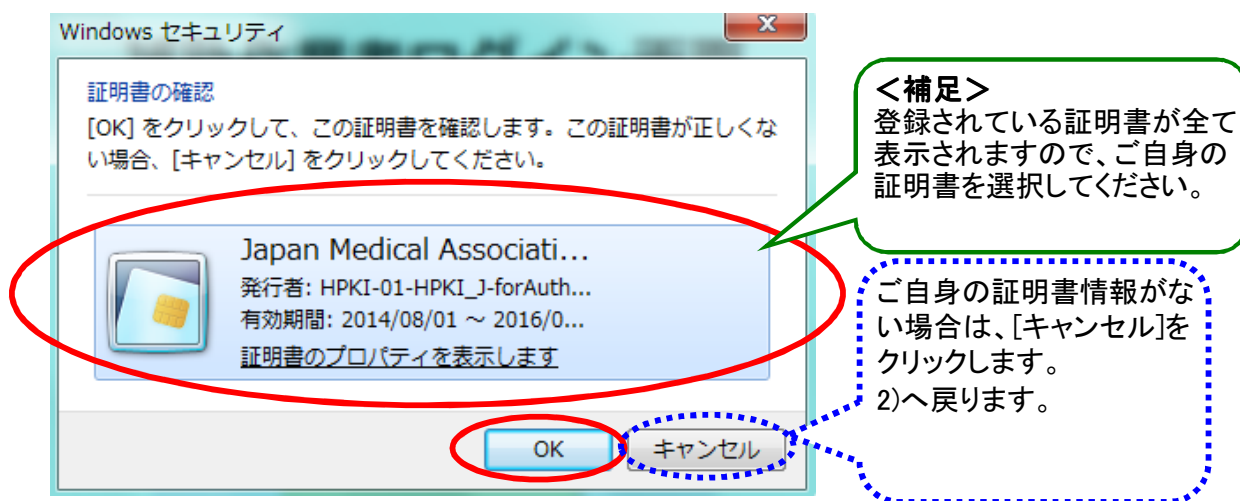 Windows セキュリティ
証明書の確認
[OK] をクリックして、この証明書を確認します。この証明書が正しくな
い場合、[キャンセル] をクリックしてください。
Japan Medical Associati...
発行者: HPKI-01-HPKI_J-forAuth...
有効期間: 2014/08/01 ～ 2016/0...
証明書のプロパティを表示します
OK
キャンセル
＜補足＞
登録されている証明書が全て
表示されますので、ご自身の
証明書を選択してください。
ご自身の証明書情報がな
い場合は、[キャンセル]を
クリックします。
2)へ戻ります。